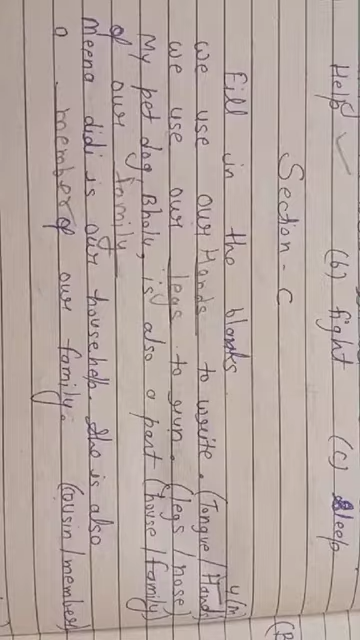 Help ✓ (b) fight (c) Sleep
Section-C
Fill in the blanks.
we use our Hands to write. (Tongue/Hands)
we use our legs to run. (legs/nose)
My pet dog, Bholu, is also a part (house/family)
of our family
Meena didi is our household help. She is also
a member of our family. (cousin/member)